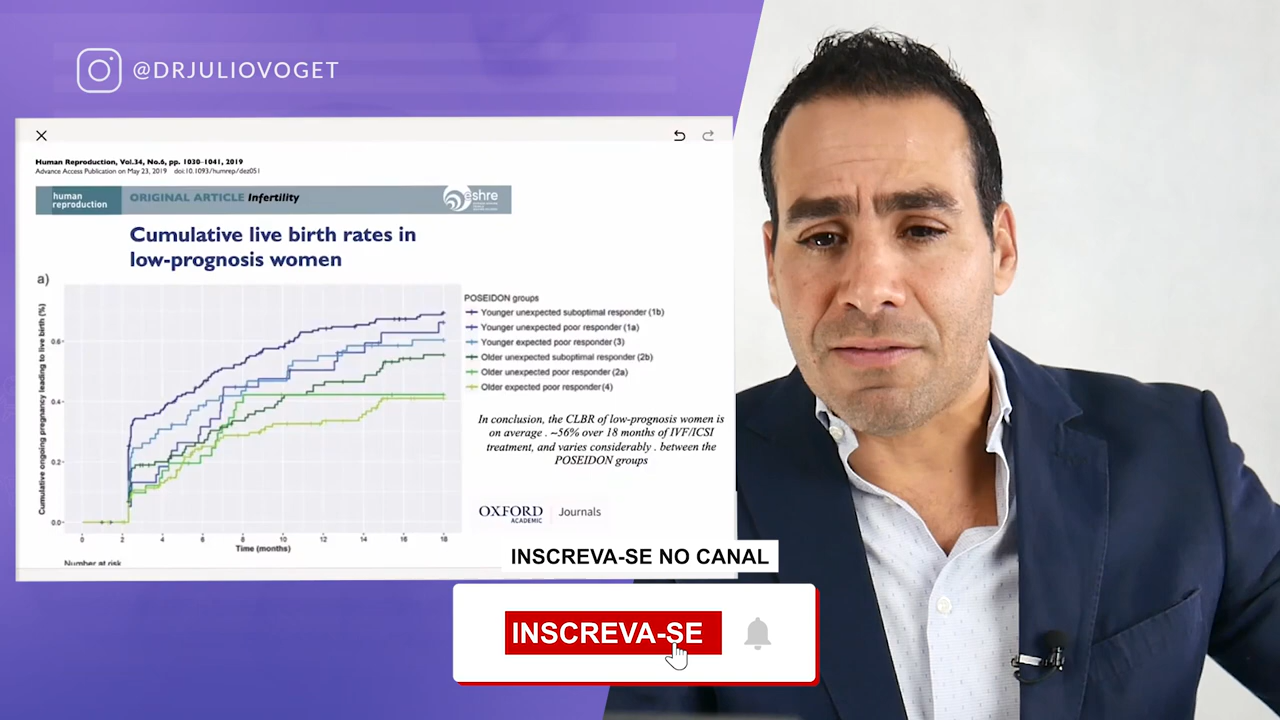 @DRJULIOVOGET
Human Reproduction, Vol.34, No.6, pp. 1030–1041, 2019
Advance Access Publication on May 23, 2019 doi:10.1093/humrep/dez051
human
reproduction
ORIGINAL ARTICLE Infertility
eshre
Cumulative live birth rates in
low-prognosis women
a)
Cumulative ongoing pregnancy leading to live birth (%)
0.6
0.4
0.2
0.0
0 2 4 6 8 10 12 14 16 18
Time (months)
Number at risk
POSEIDON groups
Younger unexpected suboptimal responder (1b)
Younger unexpected poor responder (1a)
Younger expected poor responder (3)
Older unexpected suboptimal responder (2b)
Older unexpected poor responder (2a)
Older expected poor responder (4)
In conclusion, the CLBR of low-prognosis women is
on average . ~56% over 18 months of IVF/ICSI
treatment, and varies considerably . between the
POSEIDON groups
OXFORD
ACADEMIC
Journals
INSCREVA-SE NO CANAL
INSCREVA-SE